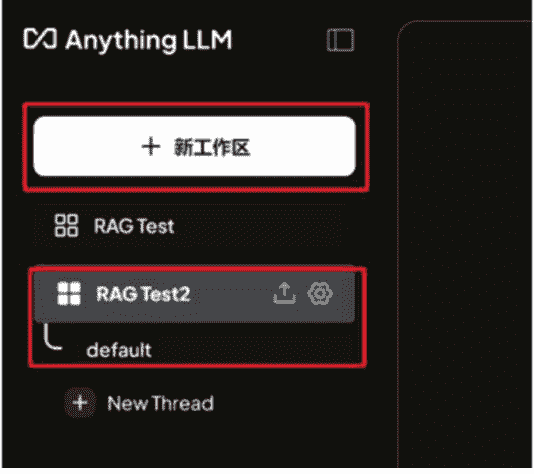 Anything LLM
+ 新工作区
RAG Test
RAG Test2
default
+ New Thread